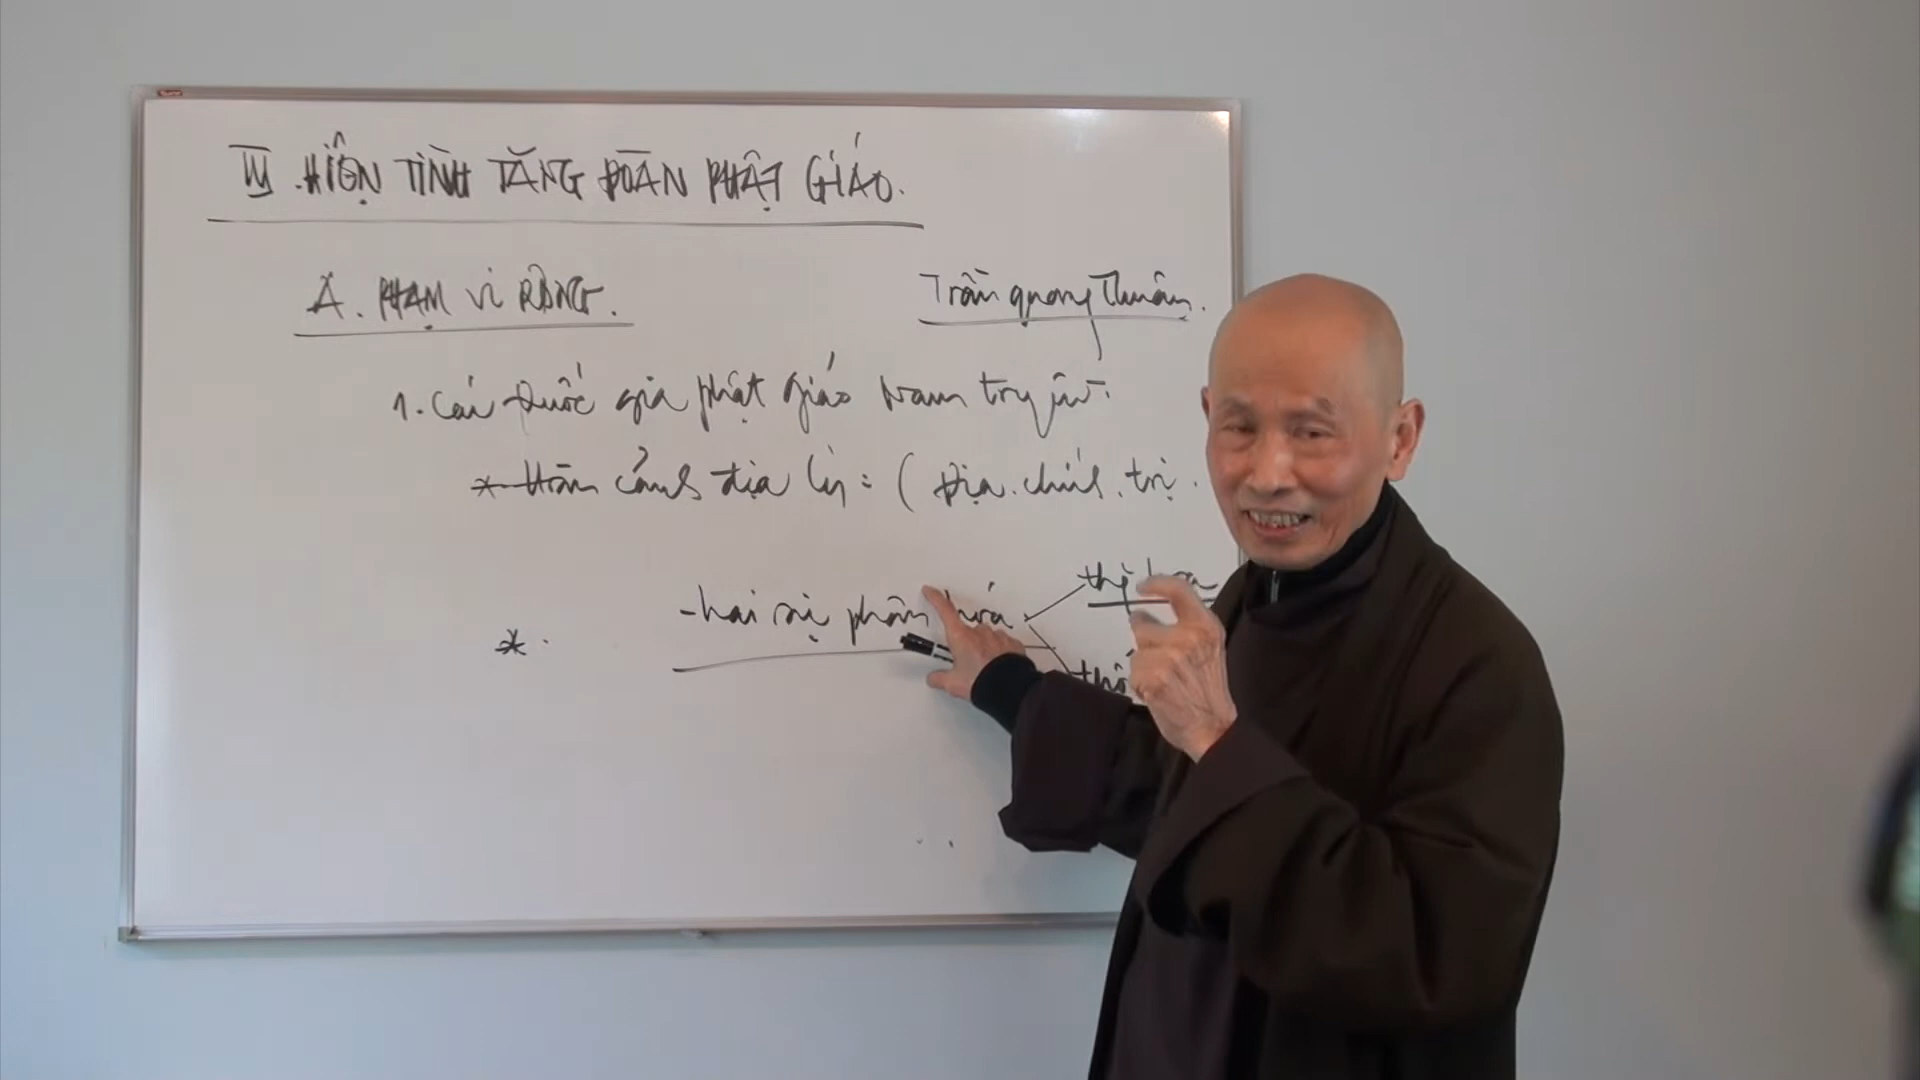 IV. HIỆN TÌNH TĂNG ĐOÀN PHẬT GIÁO.
A. PHẠM VI RỘNG.
Trần quang Thuận.
1. Các Quốc gia phật giáo Nam truyền.
* Hoàn cảnh địa lý: ( Địa. chính. trị.
- hai sự phân hóa
*